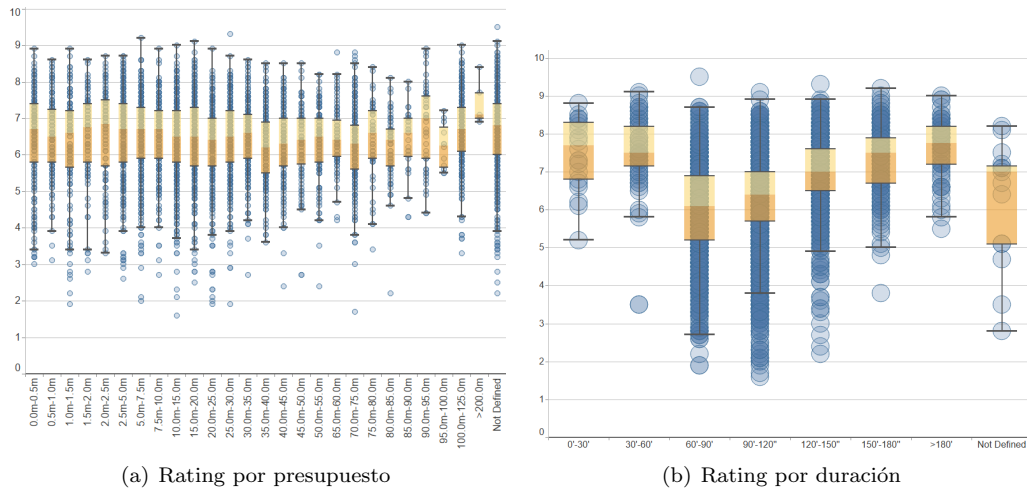 10
9
8
7
6
5
4
3
2
1
0
0.0m-0.5m
0.5m-1.0m
1.0m-1.5m
1.5m-2.0m
2.0m-2.5m
2.5m-5.0m
5.0m-7.5m
7.5m-10.0m
10.0m-15.0m
15.0m-20.0m
20.0m-25.0m
25.0m-30.0m
30.0m-35.0m
35.0m-40.0m
40.0m-45.0m
45.0m-50.0m
50.0m-55.0m
65.0m-60.0m
70.0m-75.0m
75.0m-80.0m
80.0m-85.0m
85.0m-90.0m
90.0m-95.0m
95.0m-100.0m
100.0m-125.0m
>200.0m
Not Defined
(a) Rating por presupuesto
10
9
8
7
6
5
4
3
2
1
0
0'-30'
30'-60'
60'-90'
90'-120"
120'-150"
150'-180"
>180'
Not Defined
(b) Rating por duración